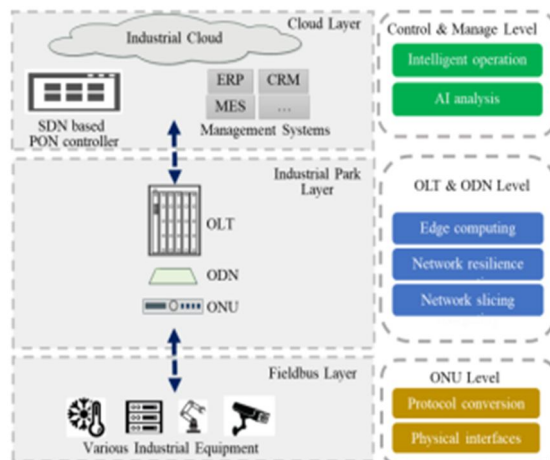 Cloud Layer
Industrial Cloud
ERP
CRM
MES
...
SDN based
PON controller
Management Systems
Control & Manage Level
Intelligent operation
AI analysis
Industrial Park
Layer
OLT
ODN
ONU
OLT & ODN Level
Edge computing
Network resilience
Network slicing
Fieldbus Layer
Various Industrial Equipment
ONU Level
Protocol conversion
Physical interfaces